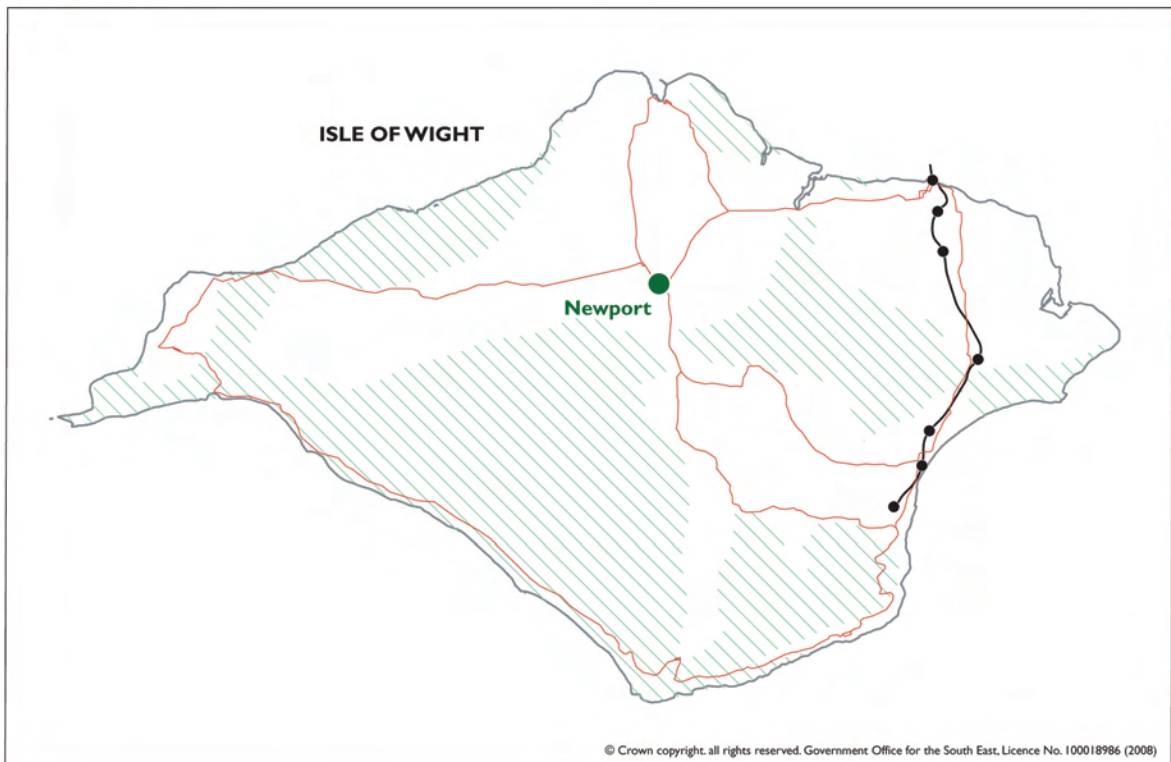 ISLE OF WIGHT
Newport
© Crown copyright. all rights reserved. Government Office for the South East, Licence No. 100018986 (2008)